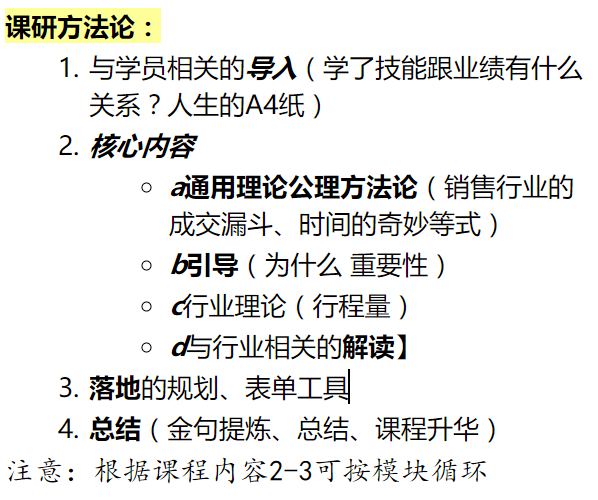 课研方法论：
1. 与学员相关的导入（学了技能跟业绩有什么
关系？人生的A4纸）
2. 核心内容
○ a通用理论公理方法论（销售行业的
成交漏斗、时间的奇妙等式）
○ b引导（为什么 重要性）
○ c行业理论（行程量）
○ d与行业相关的解读】
3. 落地的规划、表单工具
4. 总结（金句提炼、总结、课程升华）
注意：根据课程内容2-3可按模块循环